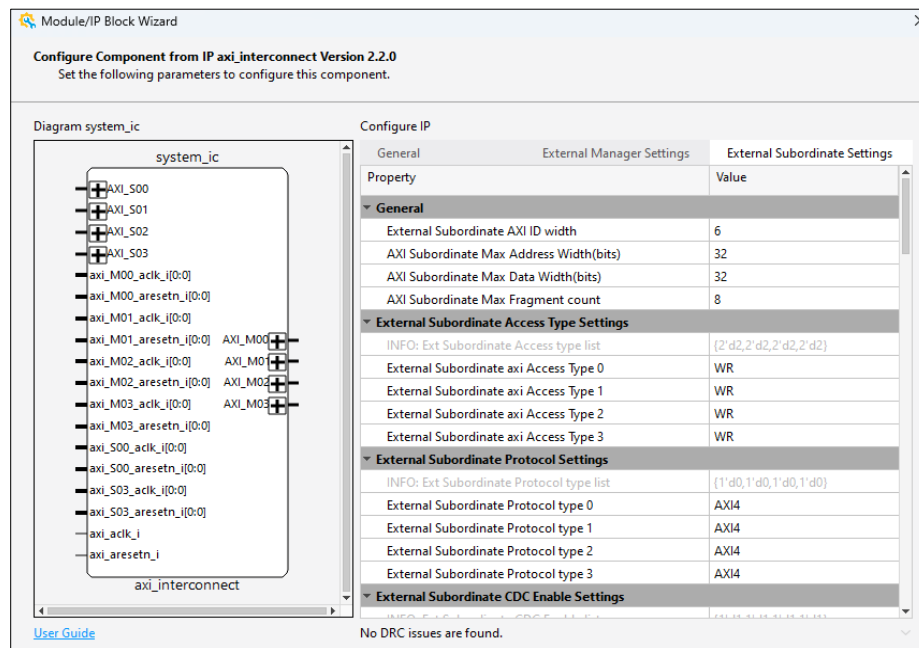 Module/IP Block Wizard
Configure Component from IP axi_interconnect Version 2.2.0
Set the following parameters to configure this component.
Diagram system_ic
system_ic
AXI_S00
AXI_S01
AXI_S02
AXI_S03
axi_M00_aclk_i[0:0]
axi_M00_aresetn_i[0:0]
axi_M01_aclk_i[0:0]
axi_M01_aresetn_i[0:0] AXI_M00
axi_M02_aclk_i[0:0] AXI_M01
axi_M02_aresetn_i[0:0] AXI_M02
axi_M03_aclk_i[0:0] AXI_M03
axi_M03_aresetn_i[0:0]
axi_S00_aclk_i[0:0]
axi_S00_aresetn_i[0:0]
axi_S03_aclk_i[0:0]
axi_S03_aresetn_i[0:0]
axi_aclk_i
axi_aresetn_i
axi_interconnect
User Guide
Configure IP
General External Manager Settings External Subordinate Settings
Property Value
General
External Subordinate AXI ID width 6
AXI Subordinate Max Address Width(bits) 32
AXI Subordinate Max Data Width(bits) 32
AXI Subordinate Max Fragment count 8
External Subordinate Access Type Settings
INFO: Ext Subordinate Access type list {2'd2,2'd2,2'd2,2'd2}
External Subordinate axi Access Type 0 WR
External Subordinate axi Access Type 1 WR
External Subordinate axi Access Type 2 WR
External Subordinate axi Access Type 3 WR
External Subordinate Protocol Settings
INFO: Ext Subordinate Protocol type list {1'd0,1'd0,1'd0,1'd0}
External Subordinate Protocol type 0 AXI4
External Subordinate Protocol type 1 AXI4
External Subordinate Protocol type 2 AXI4
External Subordinate Protocol type 3 AXI4
External Subordinate CDC Enable Settings
No DRC issues are found.